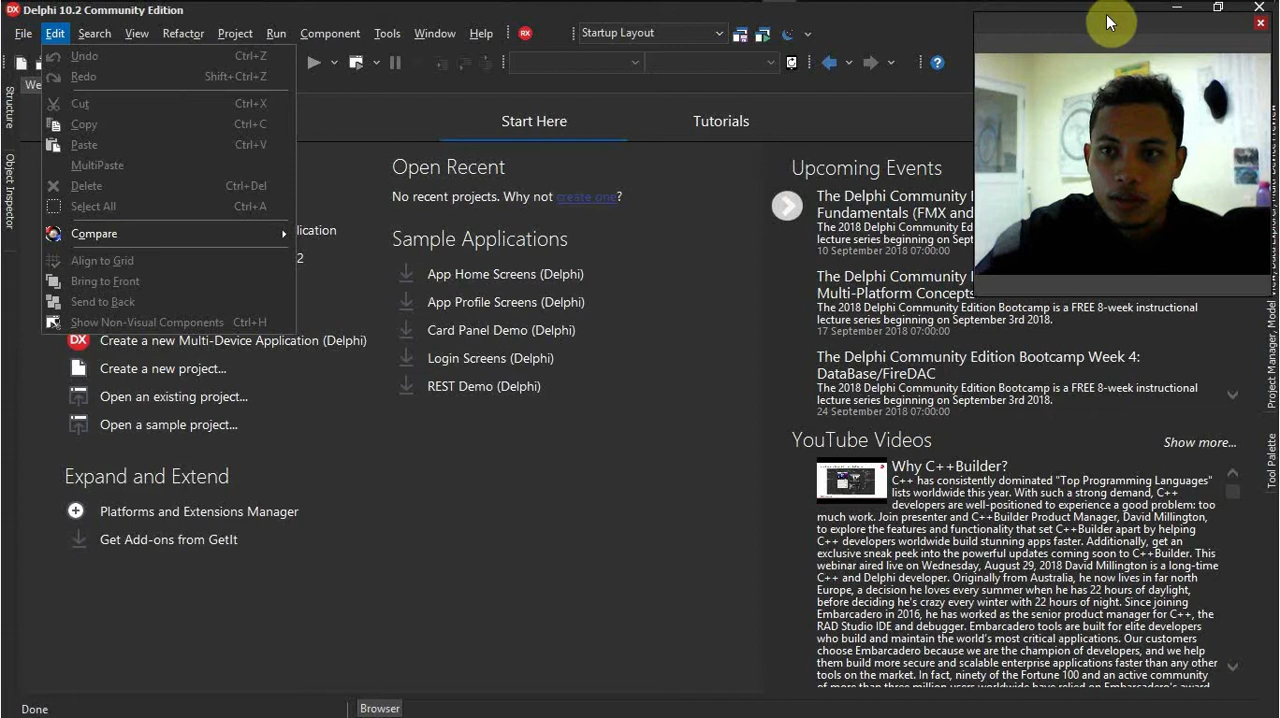 DX Delphi 10.2 Community Edition
File Edit Search View Refactor Project Run Component Tools Window Help RX Startup Layout
Undo Ctrl+Z
Redo Shift+Ctrl+Z
Cut Ctrl+X
Copy Ctrl+C
Paste Ctrl+V
MultiPaste
Delete Ctrl+Del
Select All Ctrl+A
Compare
Align to Grid
Bring to Front
Send to Back
Show Non-Visual Components Ctrl+H
We
Structure
Object Inspector
Start Here Tutorials
lication
2
DX Create a new Multi-Device Application (Delphi)
Create a new project...
Open an existing project...
Open a sample project...
Expand and Extend
Platforms and Extensions Manager
Get Add-ons from GetIt
Open Recent
No recent projects. Why not create one?
Sample Applications
App Home Screens (Delphi)
App Profile Screens (Delphi)
Card Panel Demo (Delphi)
Login Screens (Delphi)
REST Demo (Delphi)
Upcoming Events
The Delphi Community
Fundamentals (FMX and
The 2018 Delphi Community
lecture series beginning on Sept
10 September 2018 07:00:00
The Delphi Community
Multi-Platform Concepts
The 2018 Delphi Community Edition Bootcamp is a FREE 8-week instructional
lecture series beginning on September 3rd 2018.
17 September 2018 07:00:00
The Delphi Community Edition Bootcamp Week 4:
DataBase/FireDAC
The 2018 Delphi Community Edition Bootcamp is a FREE 8-week instructional
lecture series beginning on September 3rd 2018.
24 September 2018 07:00:00
YouTube Videos Show more...
Why C++Builder?
C++ has consistently dominated "Top Programming Languages"
lists worldwide this year. With such a strong demand, C++
developers are well-positioned to experience a good problem: too
much work. Join presenter and C++Builder Product Manager, David Millington,
to explore the features and functionality that set C++Builder apart by helping
C++ developers worldwide build stunning apps faster. Additionally, get an
exclusive sneak peek into the powerful updates coming soon to C++Builder. This
webinar aired live on Wednesday, August 29, 2018 David Millington is a long-time
C++ and Delphi developer. Originally from Australia, he now lives in far north
Europe, a decision he loves every summer when he has 22 hours of daylight,
before deciding he's crazy every winter with 22 hours of night. Since joining
Embarcadero in 2016, he has worked as the senior product manager for C++, the
RAD Studio IDE and debugger. Embarcadero tools are built for elite developers
who build and maintain the world's most critical applications. Our customers
choose Embarcadero because we are the champion of developers, and we help
them build more secure and scalable enterprise applications faster than any other
tools on the market. In fact, ninety of the Fortune 100 and an active community
of more than three million users worldwide have relied on Embarcadero's award
Project Manager, Model
Tool Palette
Done Browser